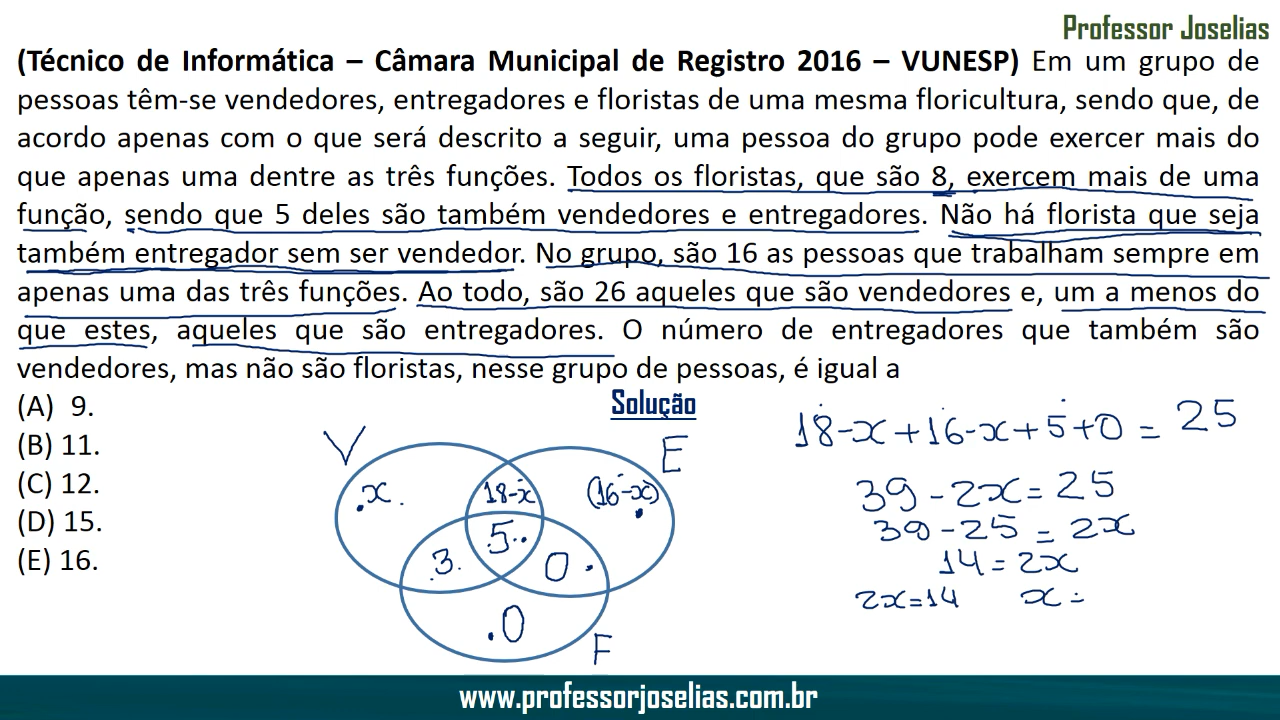 Professor Joselias
(Técnico de Informática – Câmara Municipal de Registro 2016 – VUNESP) Em um grupo de
pessoas têm-se vendedores, entregadores e floristas de uma mesma floricultura, sendo que, de
acordo apenas com o que será descrito a seguir, uma pessoa do grupo pode exercer mais do
que apenas uma dentre as três funções. Todos os floristas, que são 8, exercem mais de uma
função, sendo que 5 deles são também vendedores e entregadores. Não há florista que seja
também entregador sem ser vendedor. No grupo, são 16 as pessoas que trabalham sempre em
apenas uma das três funções. Ao todo, são 26 aqueles que são vendedores e, um a menos do
que estes, aqueles que são entregadores. O número de entregadores que também são
vendedores, mas não são floristas, nesse grupo de pessoas, é igual a
(A) 9.
(B) 11.
(C) 12.
(D) 15.
(E) 16.
Solução
V
E
x
18-x
(16-x)
5
3
0
0
F
18-x+16-x+5+0 = 25
39-2x=25
39-25 = 2x
14=2x
2x=14 x=
www.professorjoselias.com.br